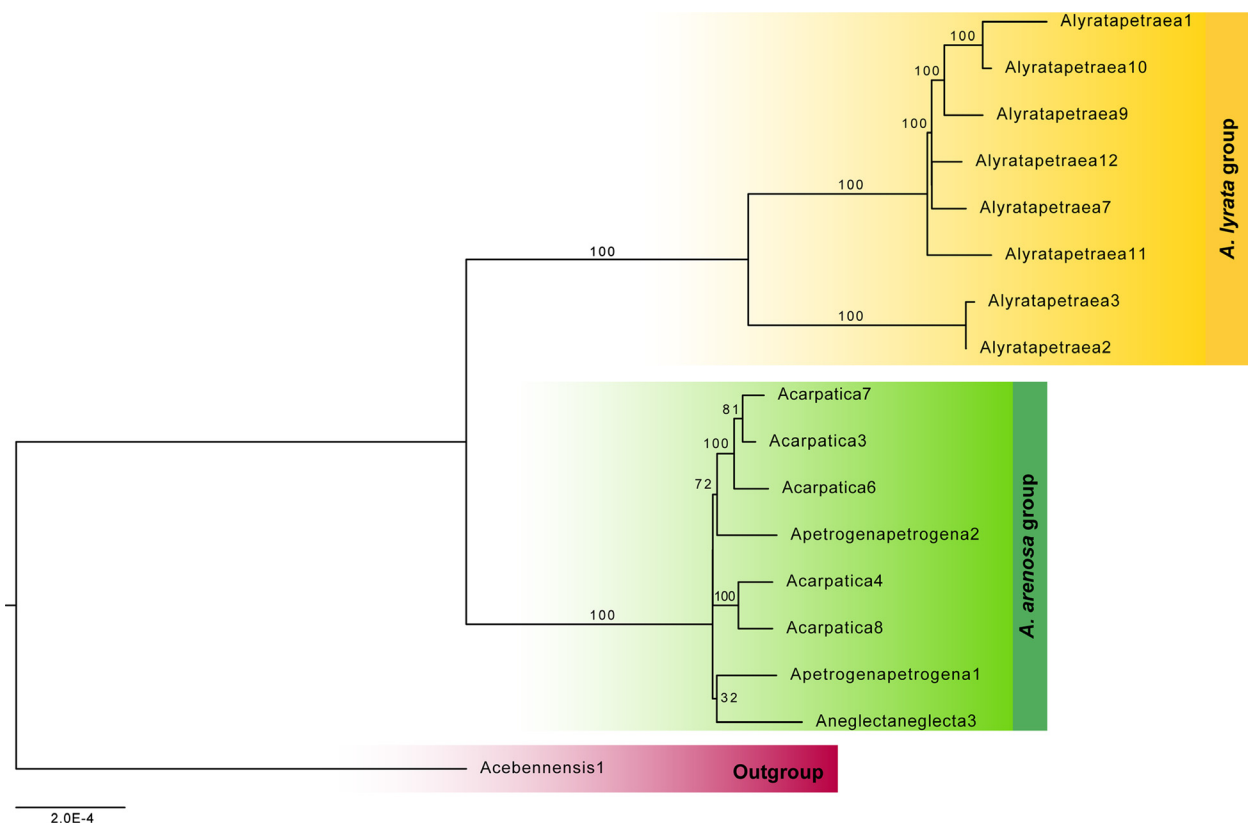 Alyratapetraea1
100
Alyratapetraea10
100
Alyratapetraea9
100
Alyratapetraea12
100
Alyratapetraea7
A. lyrata group
Alyratapetraea11
100
Alyratapetraea3
100
Alyratapetraea2
Acarpatica7
81
Acarpatica3
100
Acarpatica6
72
Apetrogenapetrogena2
Acarpatica4
100
A. arenosa group
Acarpatica8
100
Apetrogenapetrogena1
32
Aneglectaneglecta3
Acebennensis1
Outgroup
2.0E-4